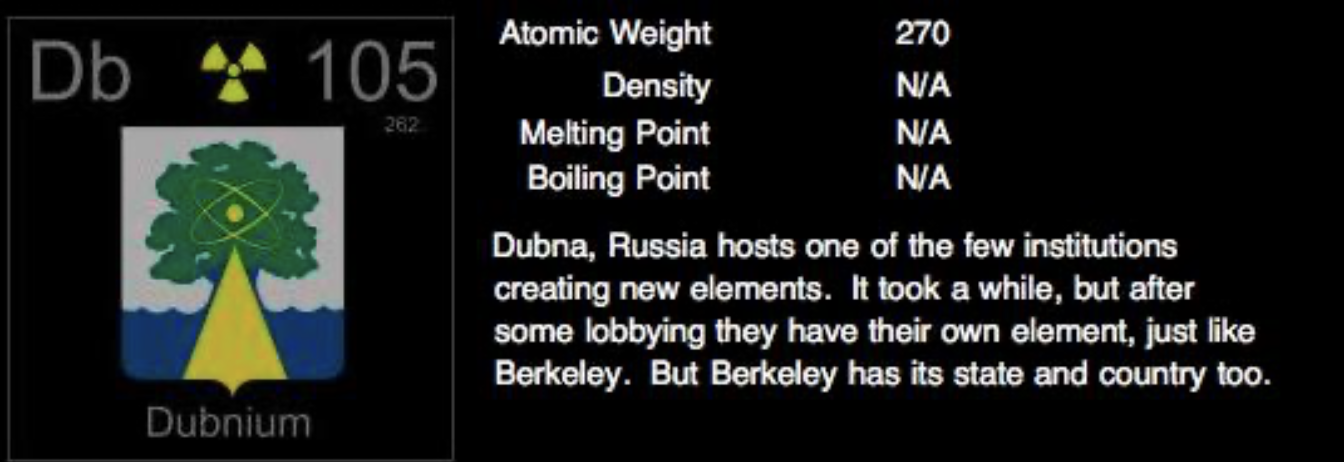 Db 105
262
Dubnium
Atomic Weight 270
Density N/A
Melting Point N/A
Boiling Point N/A
Dubna, Russia hosts one of the few institutions
creating new elements.  It took a while, but after
some lobbying they have their own element, just like
Berkeley.  But Berkeley has its state and country too.